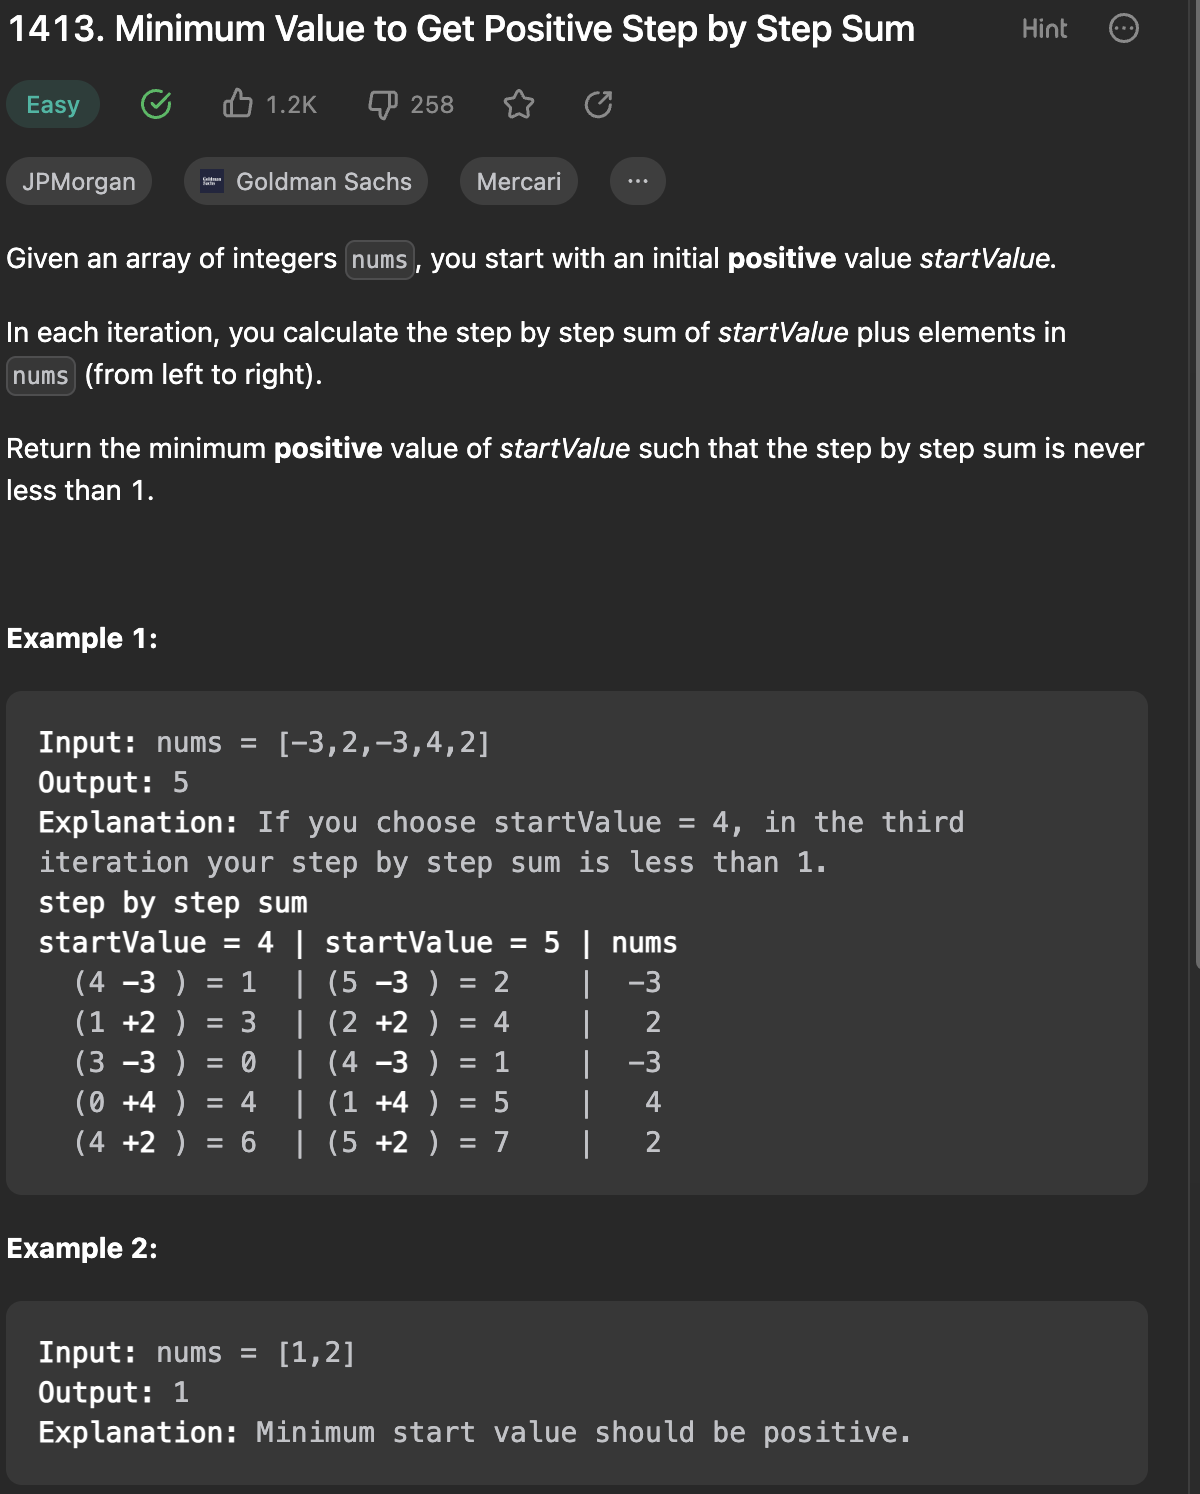 1413. Minimum Value to Get Positive Step by Step Sum
Hint
Easy
1.2K
258
JPMorgan
Goldman Sachs
Goldman Sachs
Mercari
...
Given an array of integers nums, you start with an initial positive value startValue.
In each iteration, you calculate the step by step sum of startValue plus elements in
nums (from left to right).
Return the minimum positive value of startValue such that the step by step sum is never
less than 1.
Example 1:
Input: nums = [-3,2,-3,4,2]
Output: 5
Explanation: If you choose startValue = 4, in the third
iteration your step by step sum is less than 1.
step by step sum
startValue = 4 | startValue = 5 | nums
(4 -3 ) = 1 | (5 -3 ) = 2 | -3
(1 +2 ) = 3 | (2 +2 ) = 4 | 2
(3 -3 ) = 0 | (4 -3 ) = 1 | -3
(0 +4 ) = 4 | (1 +4 ) = 5 | 4
(4 +2 ) = 6 | (5 +2 ) = 7 | 2
Example 2:
Input: nums = [1,2]
Output: 1
Explanation: Minimum start value should be positive.